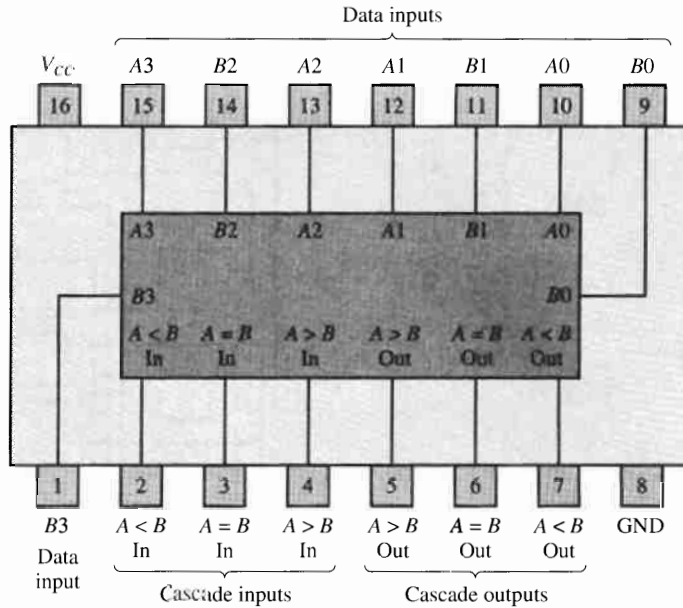 Data inputs
VCC A3 B2 A2 A1 B1 A0 B0
16 15 14 13 12 11 10 9
A3 B2 A2 A1 B1 A0
B3 B0
A < B A = B A > B A > B A = B A < B
In In In Out Out Out
1 2 3 4 5 6 7 8
B3 A < B A = B A > B A > B A = B A < B GND
Data In In In Out Out Out
input
Cascade inputs Cascade outputs